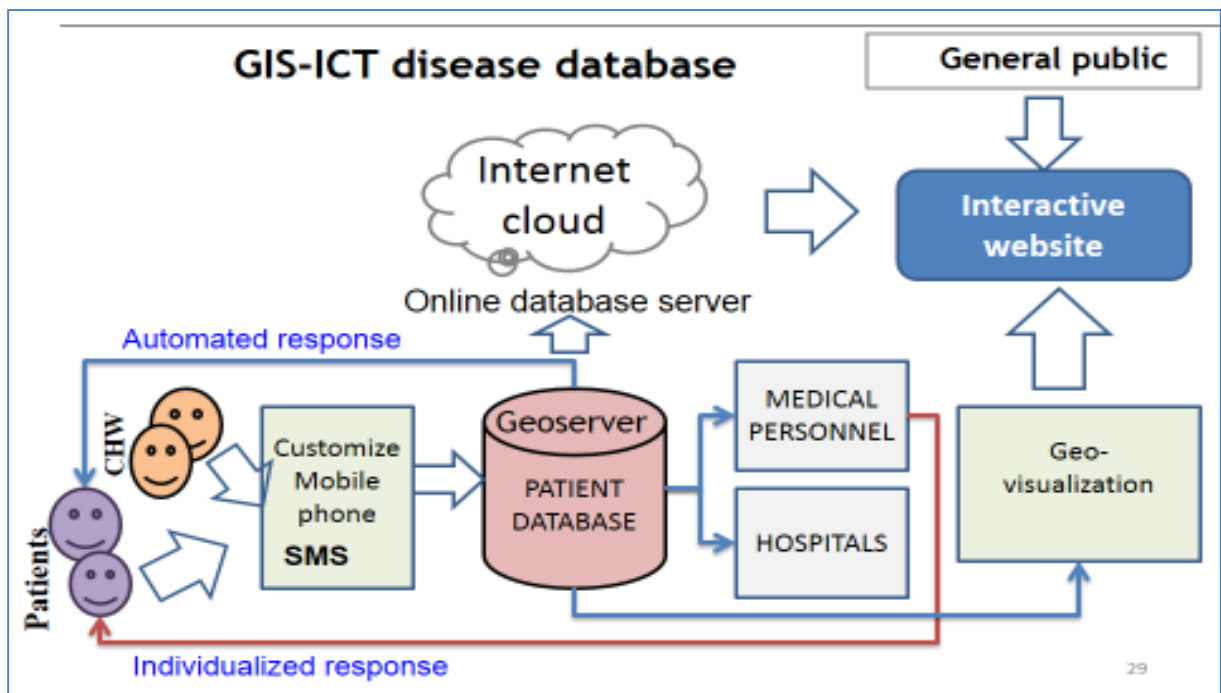 GIS-ICT disease database
General public
Internet
cloud
Interactive
website
Online database server
Automated response
CHW
Patients
Customize
Mobile
phone
SMS
Geoserver
PATIENT
DATABASE
MEDICAL
PERSONNEL
HOSPITALS
Geo-
visualization
Individualized response
29